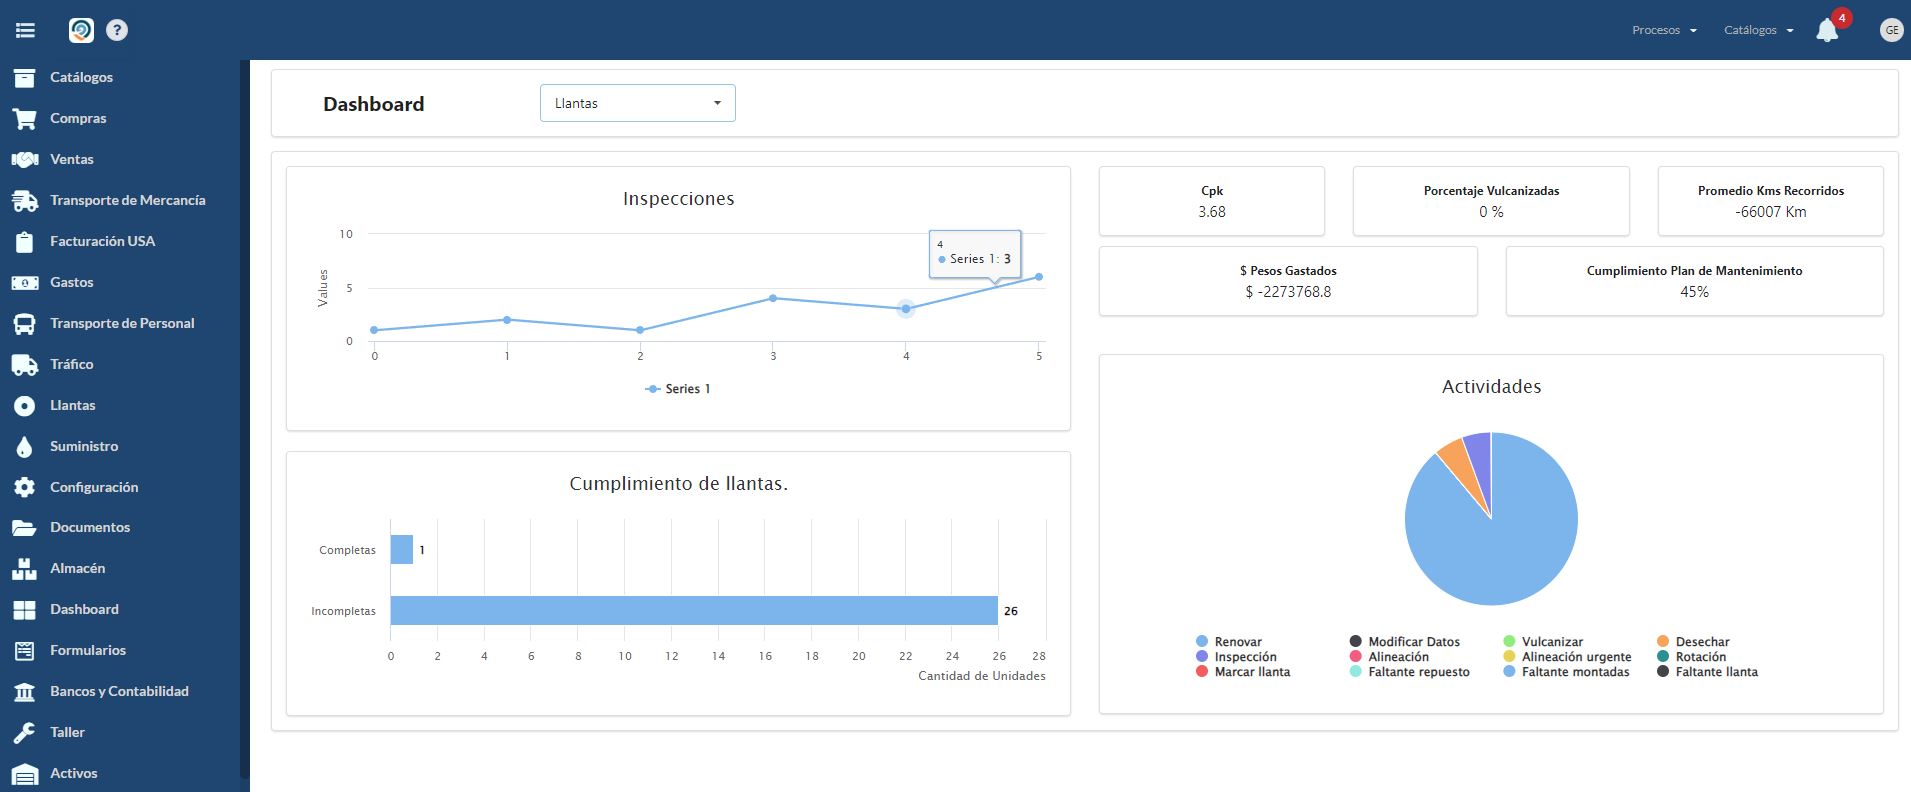 ?
Procesos
Catálogos
4
GE
Catálogos
Compras
Ventas
Transporte de Mercancía
Facturación USA
Gastos
Transporte de Personal
Tráfico
Llantas
Suministro
Configuración
Documentos
Almacén
Dashboard
Formularios
Bancos y Contabilidad
Taller
Activos
Dashboard
Llantas
Inspecciones
Values
10
5
0
4
Series 1: 3
0 1 2 3 4 5
Series 1
Cumplimiento de llantas.
Completas 1
Incompletas 26
0 2 4 6 8 10 12 14 16 18 20 22 24 26 28
Cantidad de Unidades
Cpk
3.68
Porcentaje Vulcanizadas
0 %
Promedio Kms Recorridos
-66007 Km
$ Pesos Gastados
$ -2273768.8
Cumplimiento Plan de Mantenimiento
45%
Actividades
Renovar Modificar Datos Vulcanizar Desechar
Inspección Alineación Alineación urgente Rotación
Marcar llanta Faltante repuesto Faltante montadas Faltante llanta